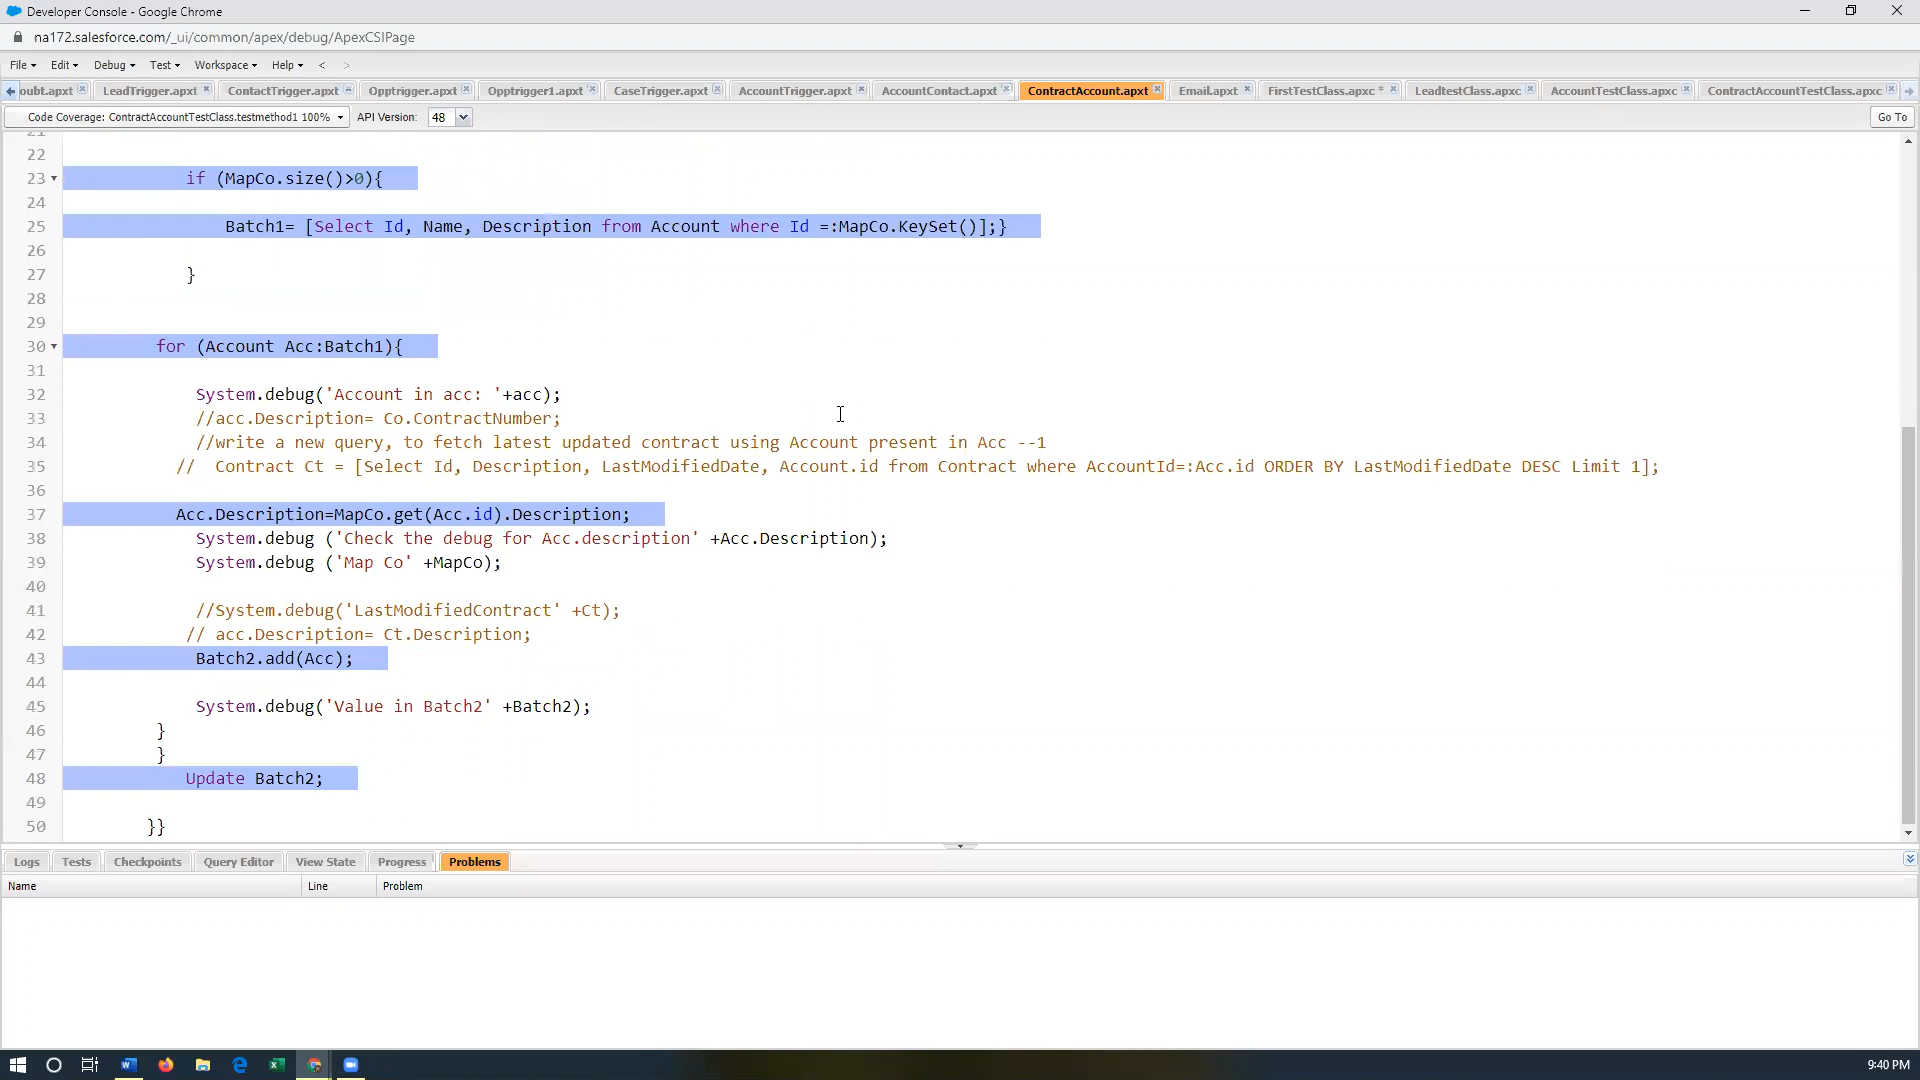 Developer Console - Google Chrome
na172.salesforce.com/_ui/common/apex/debug/ApexCSIPage
File Edit Debug Test Workspace Help < >
oubt.apxt LeadTrigger.apxt ContactTrigger.apxt Opptrigger.apxt Opptrigger1.apxt CaseTrigger.apxt AccountTrigger.apxt AccountContact.apxt ContractAccount.apxt Email.apxt FIRSTTestClass.apxc * LeadtestClass.apxc AccountTestClass.apxc ContractAccountTestClass.apxc
Code Coverage: ContractAccountTestClass.testmethod1 100% API Version: 48 Go To
21
22
23 if (MapCo.size()>0){
24
25 Batch1= [Select Id, Name, Description from Account where Id =:MapCo.KeySet()];}
26
27 }
28
29
30 for (Account Acc:Batch1){
31
32 System.debug('Account in acc: '+acc);
33 //acc.Description= Co.ContractNumber;
34 //write a new query, to fetch latest updated contract using Account present in Acc --1
35 // Contract Ct = [Select Id, Description, LastModifiedDate, Account.id from Contract where AccountId=:Acc.id ORDER BY LastModifiedDate DESC Limit 1];
36
37 Acc.Description=MapCo.get(Acc.id).Description;
38 System.debug ('Check the debug for Acc.description' +Acc.Description);
39 System.debug ('Map Co' +MapCo);
40
41 //System.debug('LastModifiedContract' +Ct);
42 // acc.Description= Ct.Description;
43 Batch2.add(Acc);
44
45 System.debug('Value in Batch2' +Batch2);
46 }
47 }
48 Update Batch2;
49
50 }}
Logs Tests Checkpoints Query Editor View State Progress Problems
Name Line Problem
9:40 PM